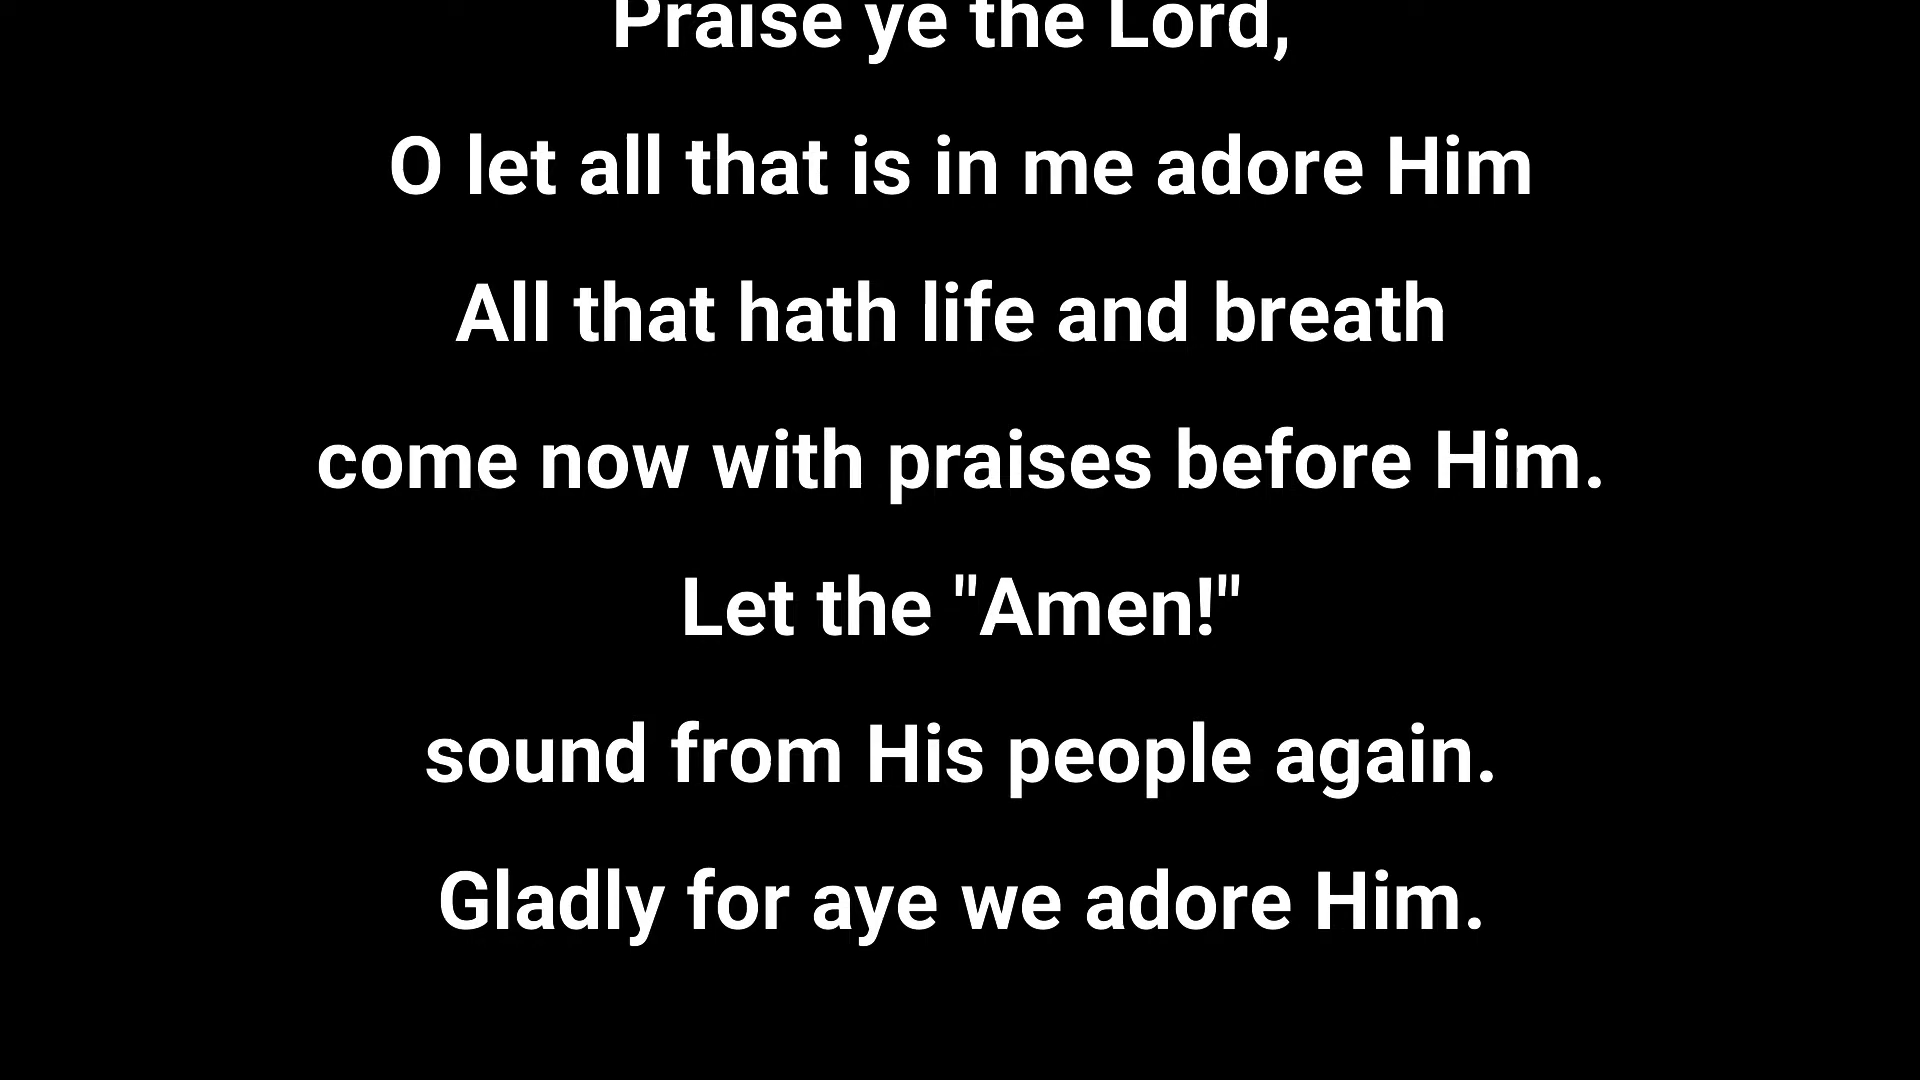 Praise ye the Lord,
O let all that is in me adore Him
All that hath life and breath
come now with praises before Him.
Let the "Amen!"
sound from His people again.
Gladly for aye we adore Him.